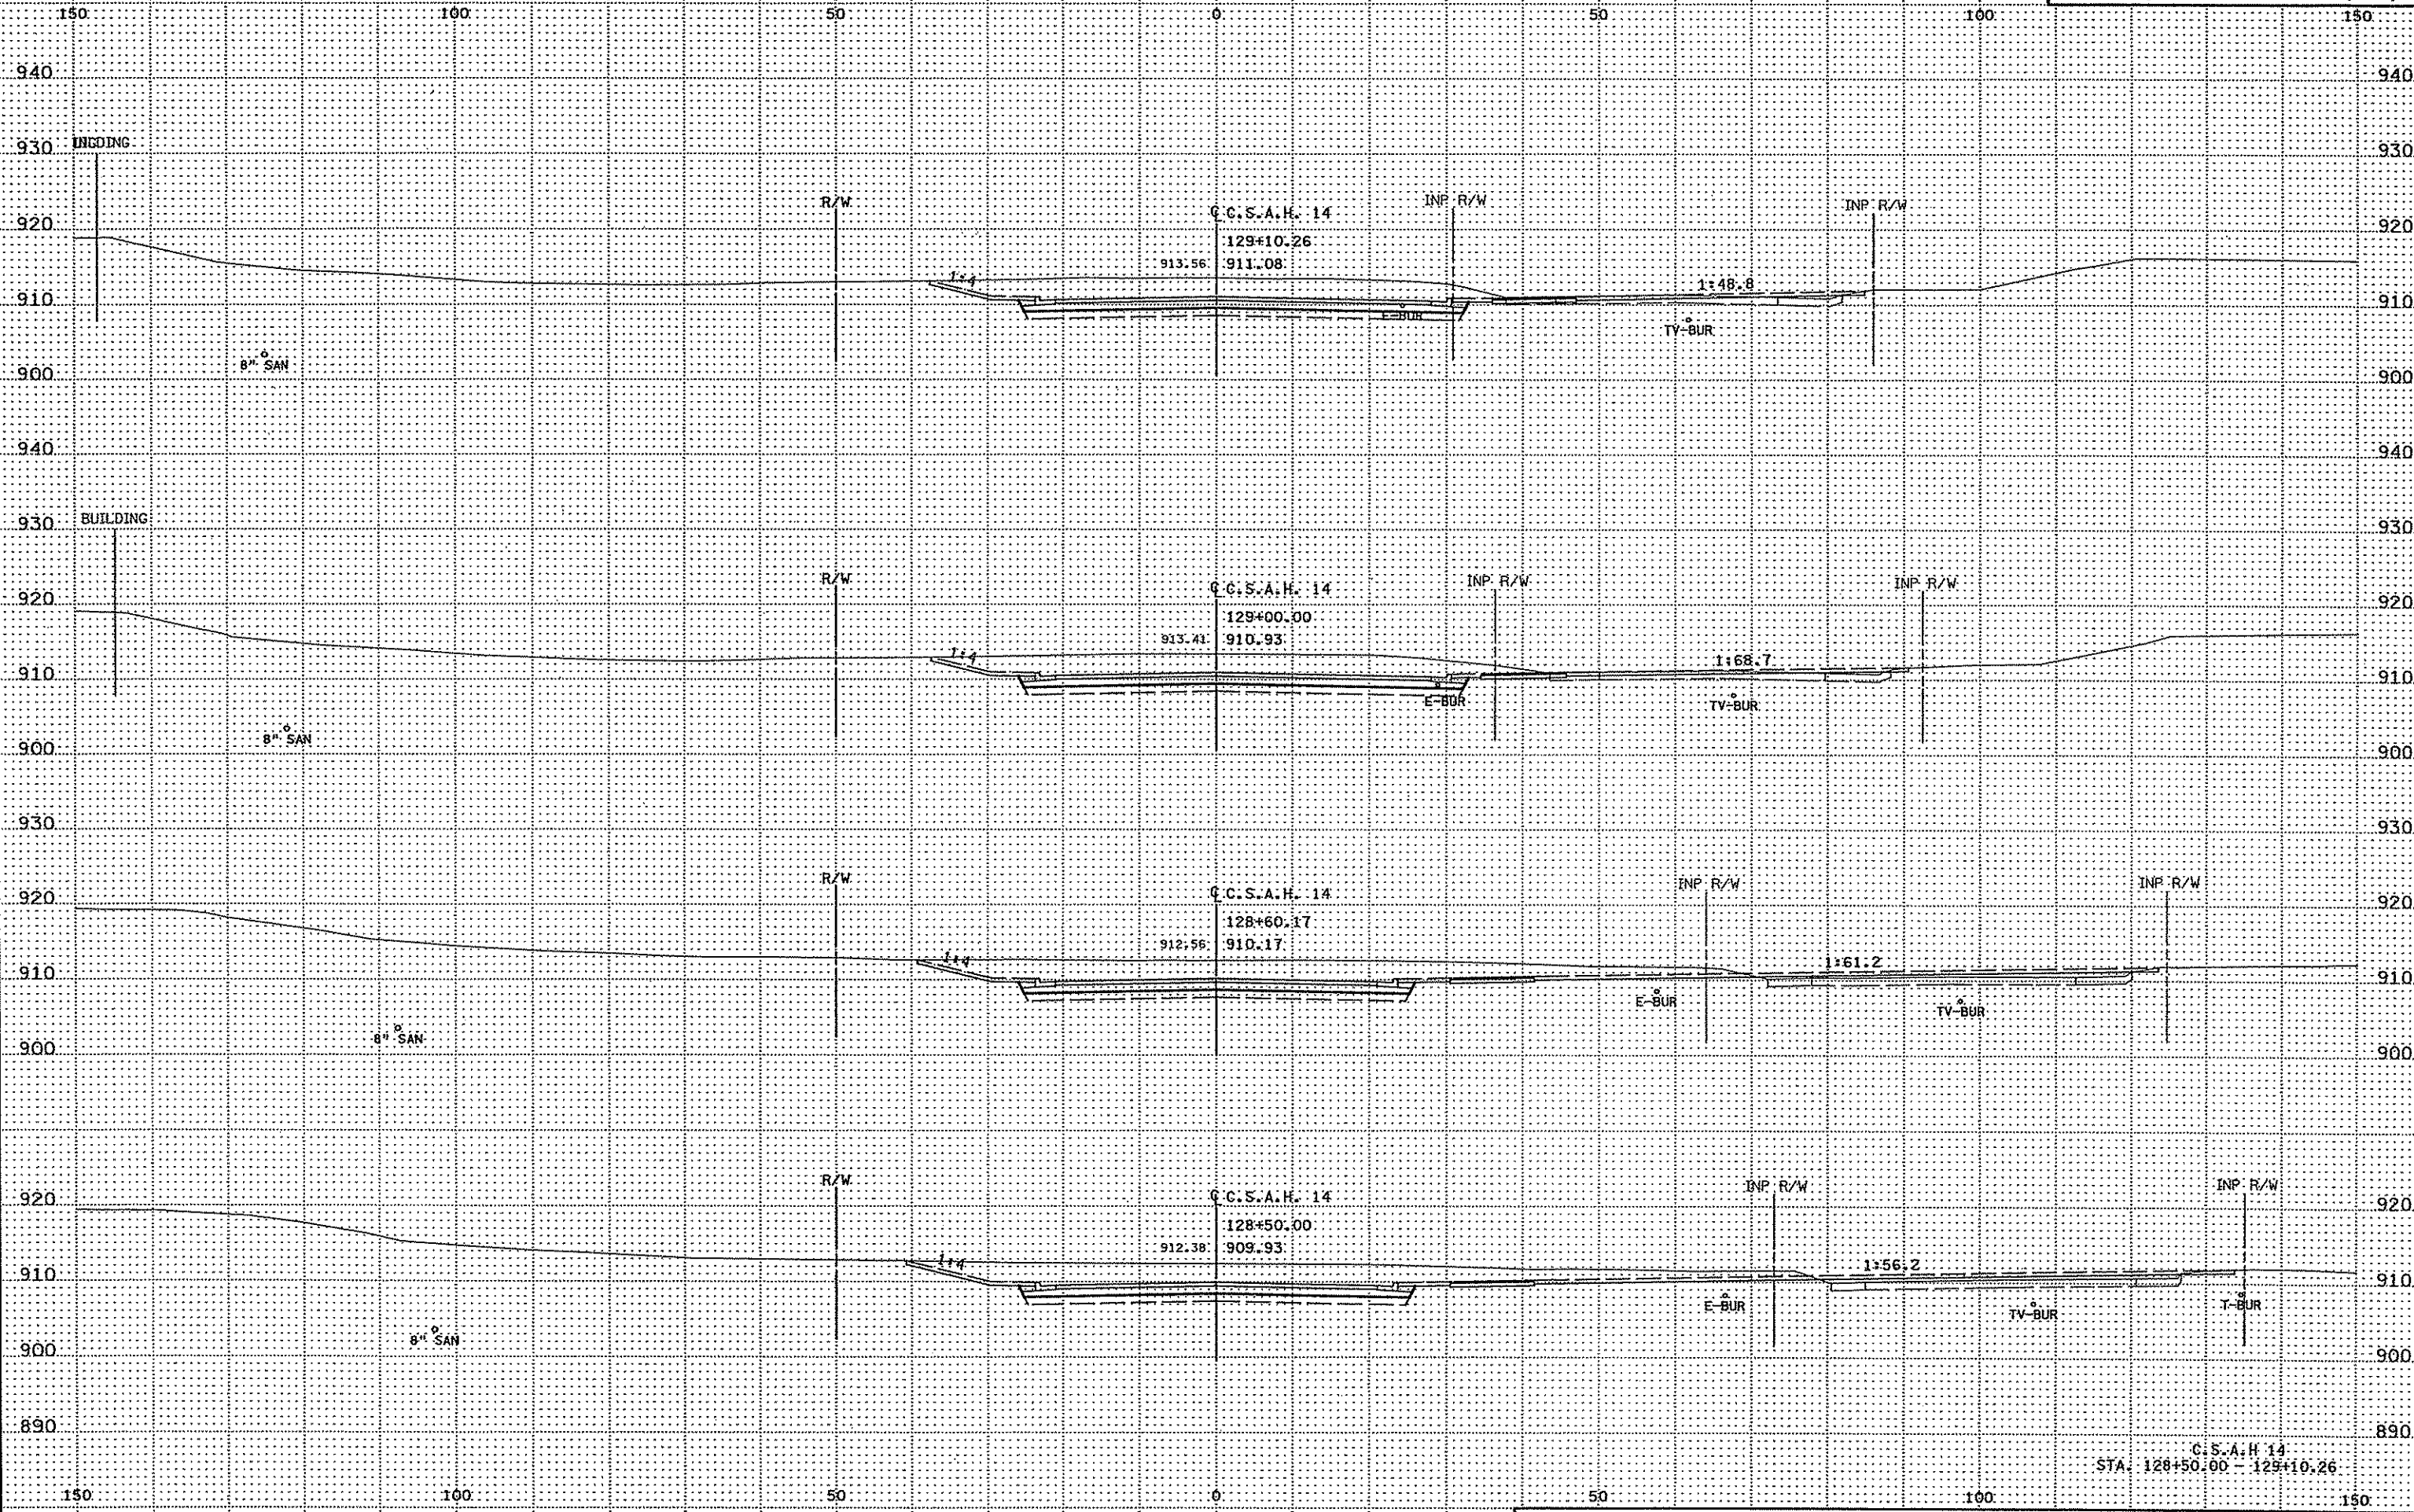 150 100 50 0 50 100 150
940 940
930 930
R/W INP R/W INP R/W
920 920
℄ C.S.A.H. 14
129+10.26
913.56 911.08
1:4 1:48.8
910 910
E-BUR TV-BUR
8" SAN
900 900
940 940
930 BUILDING 930
R/W INP R/W INP R/W
920 920
℄ C.S.A.H. 14
129+00.00
913.41 910.93
1:4 1:68.7
910 910
E-BUR TV-BUR
8" SAN
900 900
930 930
R/W INP R/W INP R/W
920 920
℄ C.S.A.H. 14
128+60.17
912.56 910.17
1:4 1:61.2
910 910
E-BUR TV-BUR
8" SAN
900 900
R/W INP R/W INP R/W
920 920
℄ C.S.A.H. 14
128+50.00
912.38 909.93
1:4 1:56.2
910 910
E-BUR TV-BUR T-BUR
8" SAN
900 900
890 890
C.S.A.H 14
STA. 128+50.00 - 129+10.26
150 100 50 0 50 100 150